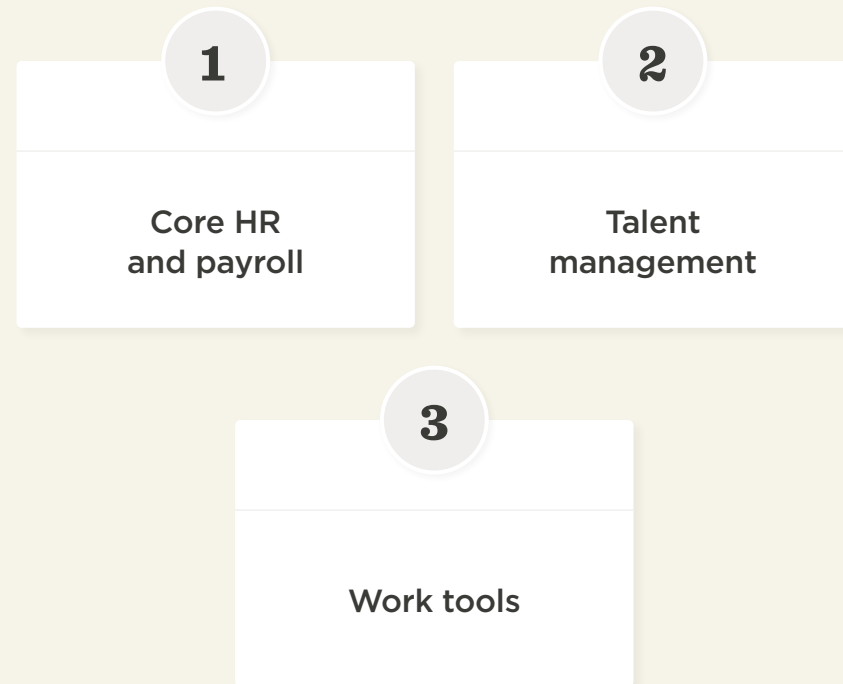 1
Core HR
and payroll
2
Talent
management
3
Work tools